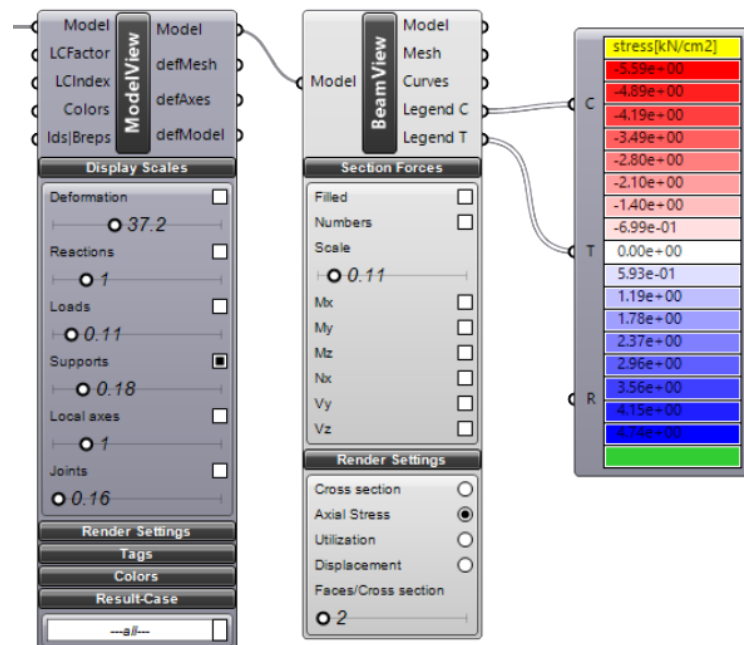 Model
LCFactor
LCIndex
Colors
Ids|Breps
ModelView
Model
defMesh
defAxes
defModel
Display Scales
Deformation
37.2
Reactions
1
Loads
0.11
Supports
0.18
Local axes
1
Joints
0.16
Render Settings
Tags
Colors
Result-Case
---all---
Model
BeamView
Model
Mesh
Curves
Legend C
Legend T
Section Forces
Filled
Numbers
Scale
0.11
Mx
My
Mz
Nx
Vy
Vz
Render Settings
Cross section
Axial Stress
Utilization
Displacement
Faces/Cross section
2
C
T
R
stress[kN/cm2]
-5.59e+00
-4.89e+00
-4.19e+00
-3.49e+00
-2.80e+00
-2.10e+00
-1.40e+00
-6.99e-01
0.00e+00
5.93e-01
1.19e+00
1.78e+00
2.37e+00
2.96e+00
3.56e+00
4.15e+00
4.74e+00